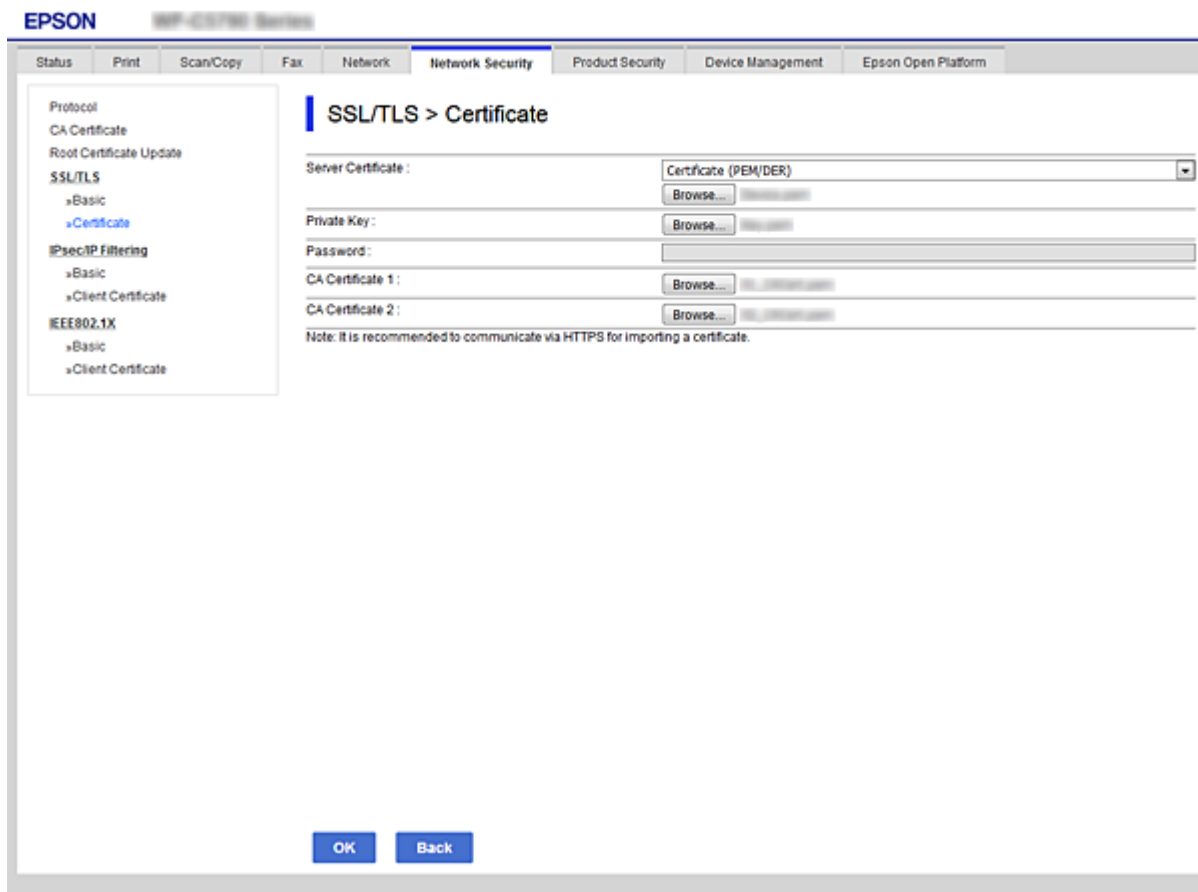 EPSON
Status Print Scan/Copy Fax Network Network Security Product Security Device Management Epson Open Platform
Protocol
CA Certificate
Root Certificate Update
SSL/TLS
»Basic
»Certificate
IPsec/IP Filtering
»Basic
»Client Certificate
IEEE802.1X
»Basic
»Client Certificate
SSL/TLS > Certificate
Server Certificate : Certificate (PEM/DER)
Browse...
Private Key : Browse...
Password :
CA Certificate 1 : Browse...
CA Certificate 2 : Browse...
Note: It is recommended to communicate via HTTPS for importing a certificate.
OK Back